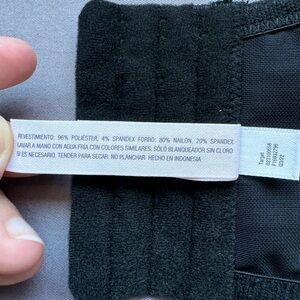 REVESTIMIENTO: 96% POLIÉSTER, 4% SPANDEX FORRO: 80% NAILON, 20% SPANDEX
LAVAR A MANO CON AGUA FRÍA CON COLORES SIMILARES; SÓLO BLANQUEADOR SIN CLORO
SI ES NECESARIO, TENDER PARA SECAR. NO PLANCHAR HECHO EN INDONESIA
Target